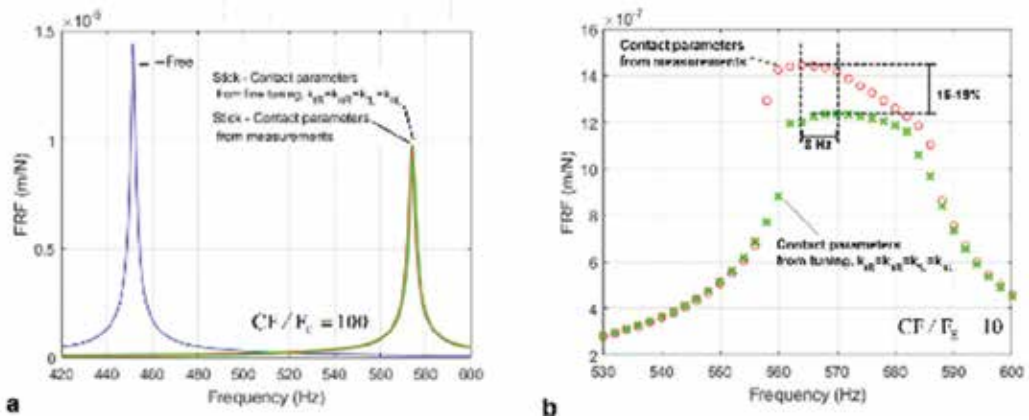 ×10⁻⁵
1.5
1
0.5
0
FRF (m/N)
Free
Stick - Contact parameters
from fine tuning,
Stick - Contact parameters
from measurements
CF/F = 100
420 440 460 480 500 520 540 560 580 600
Frequency (Hz)
a
×10⁻⁷
16
14
12
10
8
6
4
2
FRF (m/N)
Contact parameters
from measurements
8 Hz
Contact parameters
from tuning,
CF/F 10
530 540 560 560 570 580 590 600
Frequency (Hz)
b